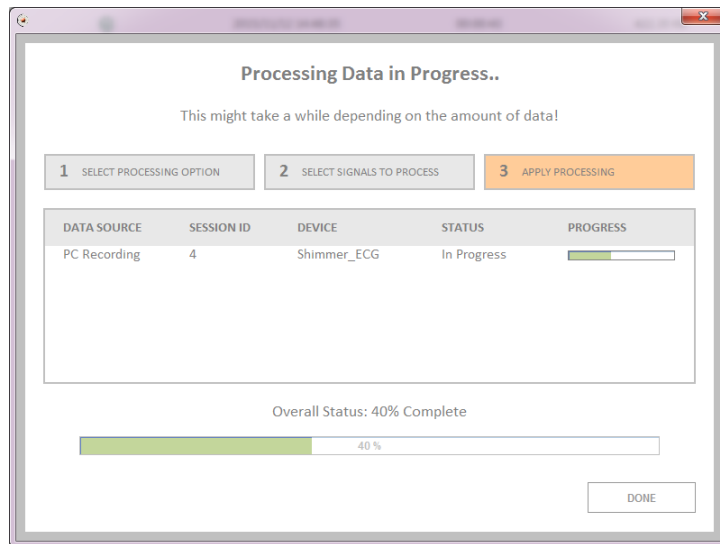 Processing Data in Progress..
This might take a while depending on the amount of data!
1 SELECT PROCESSING OPTION 2 SELECT SIGNALS TO PROCESS 3 APPLY PROCESSING
DATA SOURCE SESSION ID DEVICE STATUS PROGRESS
PC Recording 4 Shimmer_ECG In Progress
Overall Status: 40% Complete
40 %
DONE